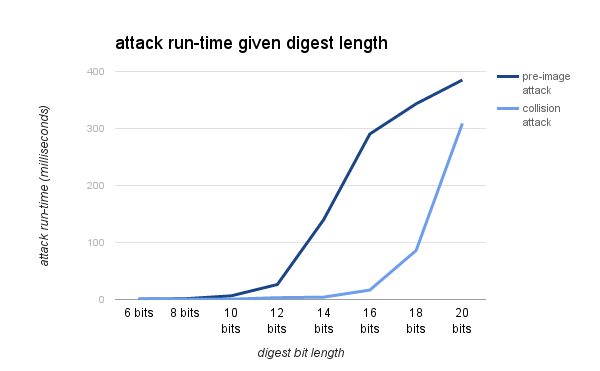 attack run-time given digest length
400
300
200
100
0
attack run-time (milliseconds)
pre-image
attack
collision
attack
6 bits 8 bits 10 12 14 16 18 20
bits bits bits bits bits bits
digest bit length